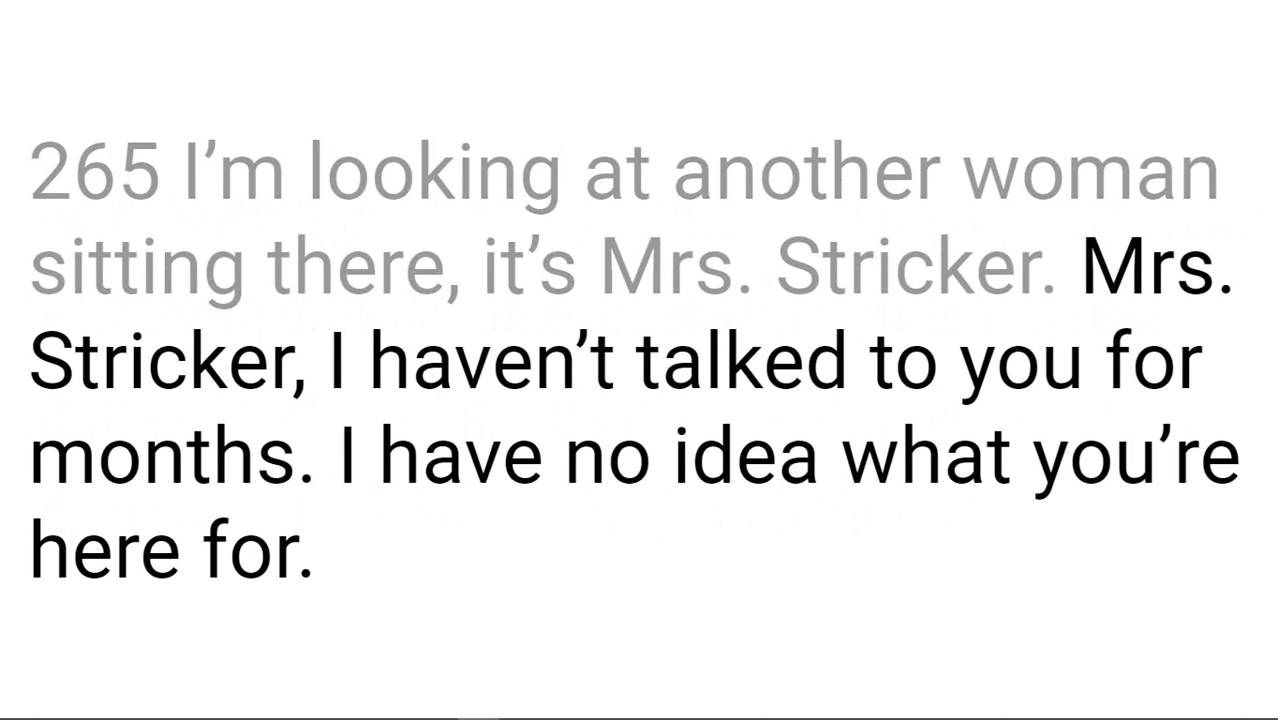 265 I’m looking at another woman
sitting there, it’s Mrs. Stricker. Mrs.
Stricker, I haven’t talked to you for
months. I have no idea what you’re
here for.